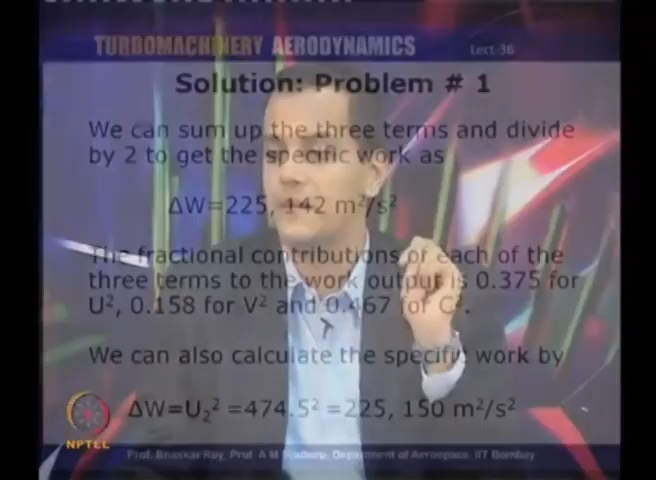 TURBOMACHINERY AERODYNAMICS Lect-36
Solution: Problem # 1
We can sum up the three terms and divide
by 2 to get the specific work as
ΔW=225, 142 m²/s²
The fractional contributions of each of the
three terms to the work output is 0.375 for
U², 0.158 for V² and 0.467 for C².
We can also calculate the specific work by
ΔW=U₂² =474.5² =225, 150 m²/s²
NPTEL
Prof. Bhaskar Roy, Prof A M Pradeep, Department of Aerospace, IIT Bombay